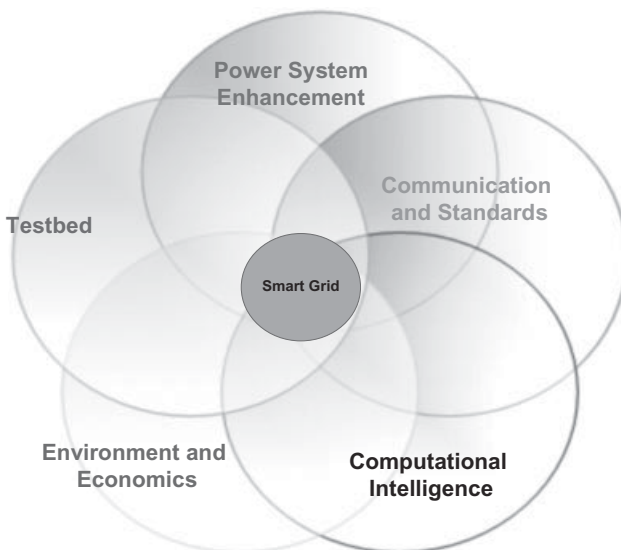 Power System
Enhancement
Communication
and Standards
Testbed
Smart Grid
Environment and
Economics
Computational
Intelligence